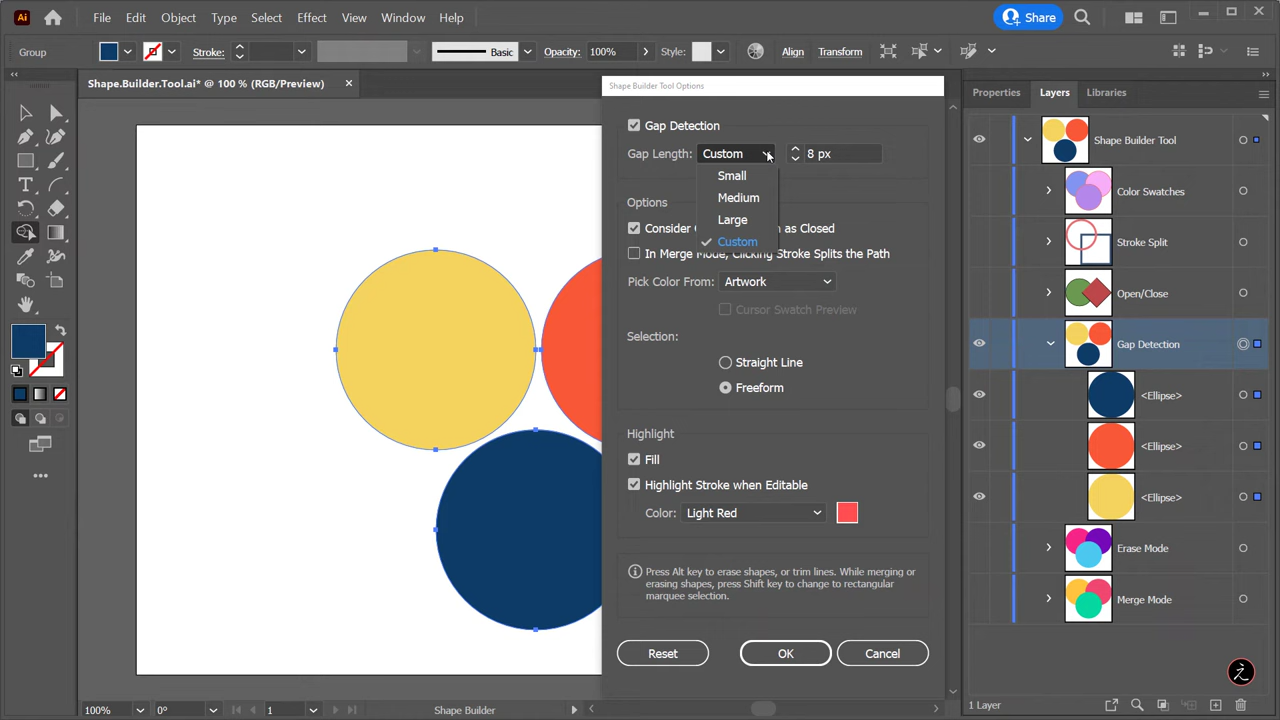 Ai File Edit Object Type Select Effect View Window Help Share
Group Stroke: Basic Opacity: 100% Style: Align Transform
Shape.Builder.Tool.ai* @ 100 % (RGB/Preview) ×
Shape Builder Tool Options
Gap Detection
Gap Length: Custom 8 px
Small
Medium
Large
Custom
Options
Consider as Closed
In Merge Mode, Clicking Stroke Splits the Path
Pick Color From: Artwork
Cursor Swatch Preview
Selection:
Straight Line
Freeform
Highlight
Fill
Highlight Stroke when Editable
Color: Light Red
Press Alt key to erase shapes, or trim lines. While merging or
erasing shapes, press Shift key to change to rectangular
marquee selection.
Reset OK Cancel
Properties Layers Libraries
Shape Builder Tool
Color Swatches
Stroke Split
Open/Close
Gap Detection
<Ellipse>
<Ellipse>
<Ellipse>
Erase Mode
Merge Mode
100% 0° 1 Shape Builder
1 Layer